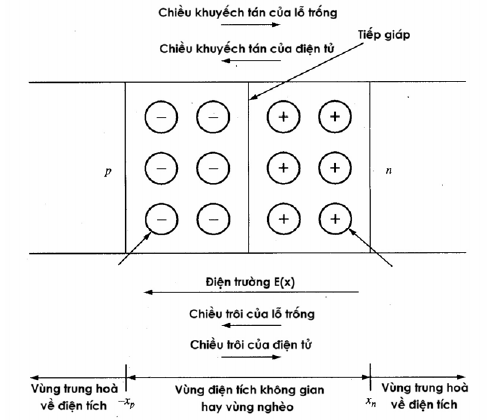 Chiều khuyếch tán của lỗ trống
Tiếp giáp
Chiều khuyếch tán của điện tử
− − + +
p − − + + n
− − + +
Điện trường E(x)
Chiều trôi của lỗ trống
Chiều trôi của điện tử
Vùng trung hoà
về điện tích
−xp
Vùng điện tích không gian
hay vùng nghèo
xn
Vùng trung hoà
về điện tích